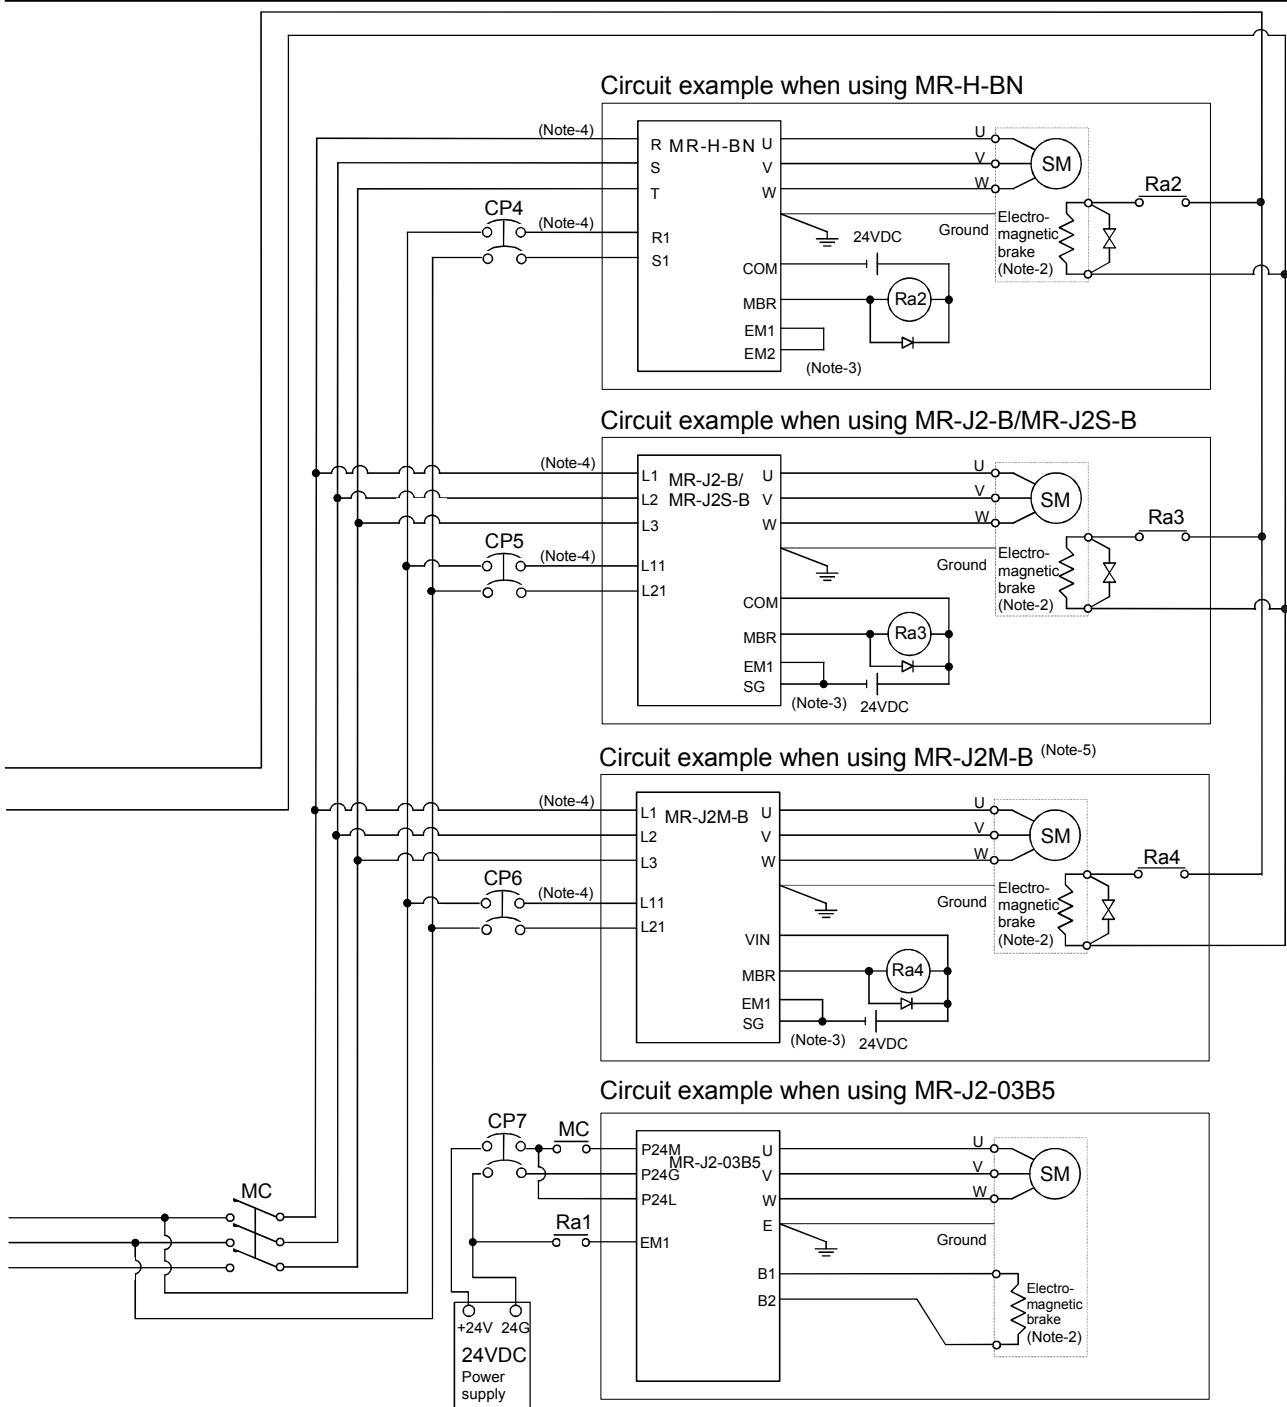 Circuit example when using MR-H-BN
(Note-4)
R MR-H-BN U
S
V
T
W
U
V
W
SM
Ra2
CP4
(Note-4)
R1
S1
Ground
Electro-
magnetic
brake
(Note-2)
24VDC
COM
MBR
Ra2
EM1
EM2
(Note-3)
Circuit example when using MR-J2-B/MR-J2S-B
(Note-4)
L1 MR-J2-B/ U
L2 MR-J2S-B V
L3
W
U
V
W
SM
Ra3
CP5
(Note-4)
L11
L21
Ground
Electro-
magnetic
brake
(Note-2)
COM
MBR
Ra3
EM1
SG
(Note-3)
24VDC
Circuit example when using MR-J2M-B (Note-5)
(Note-4)
L1 MR-J2M-B U
L2
V
L3
W
U
V
W
SM
Ra4
CP6
(Note-4)
L11
L21
Ground
Electro-
magnetic
brake
(Note-2)
VIN
MBR
Ra4
EM1
SG
(Note-3)
24VDC
Circuit example when using MR-J2-03B5
CP7
MC
P24M
U
MR-J2-03B5
P24G
V
P24L
W
U
V
W
SM
MC
Ra1
EM1
E
Ground
B1
B2
Electro-
magnetic
brake
(Note-2)
+24V 24G
24VDC
Power
supply